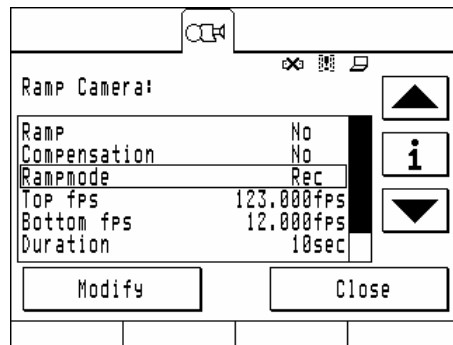 Ramp Camera:
Ramp No
Compensation No
Rampmode Rec
Top fps 123.000fps
Bottom fps 12.000fps
Duration 10sec
i
Modify Close